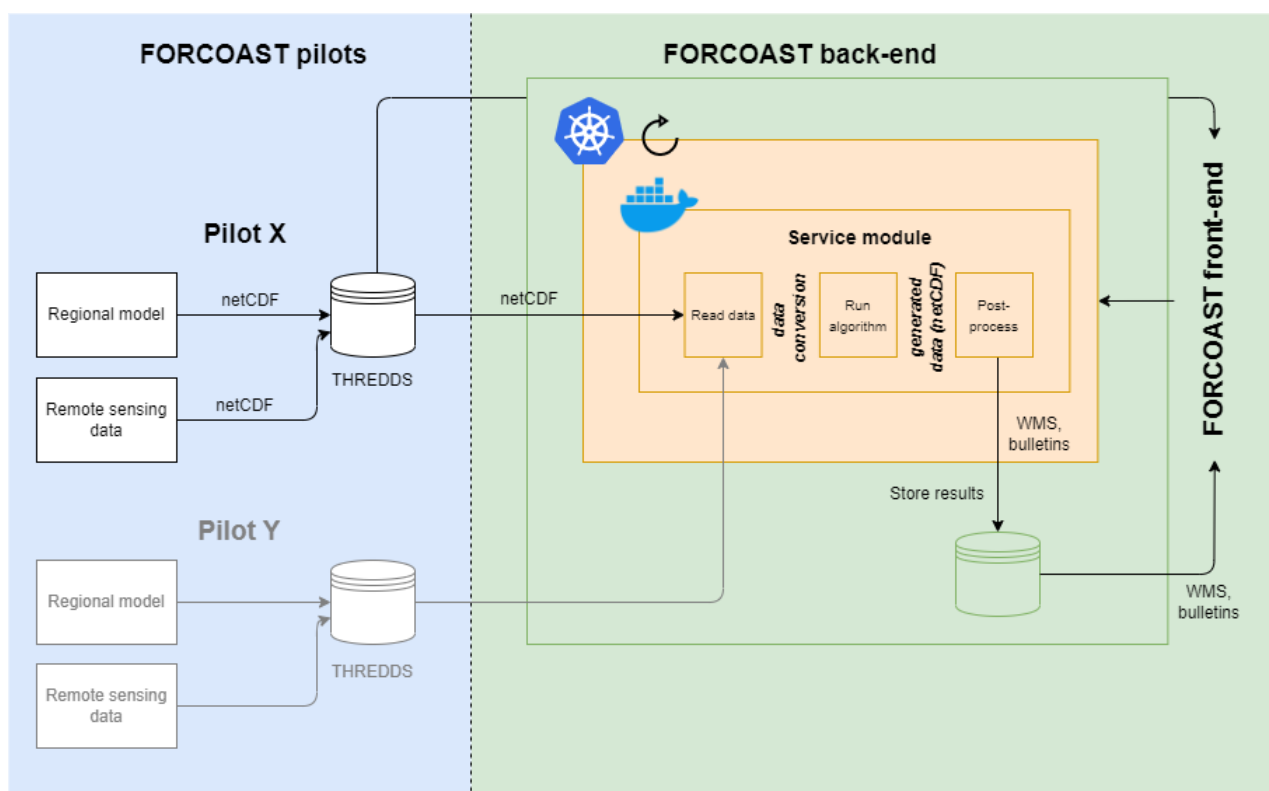 FORCOAST pilots
FORCOAST back-end
Pilot X
Regional model
netCDF
Remote sensing
data
netCDF
THREDDS
netCDF
Service module
Read data
data
conversion
Run
algorithm
generated
data (netCDF)
Post-
process
WMS,
bulletins
Store results
FORCOAST front-end
WMS,
bulletins
Pilot Y
Regional model
Remote sensing
data
THREDDS